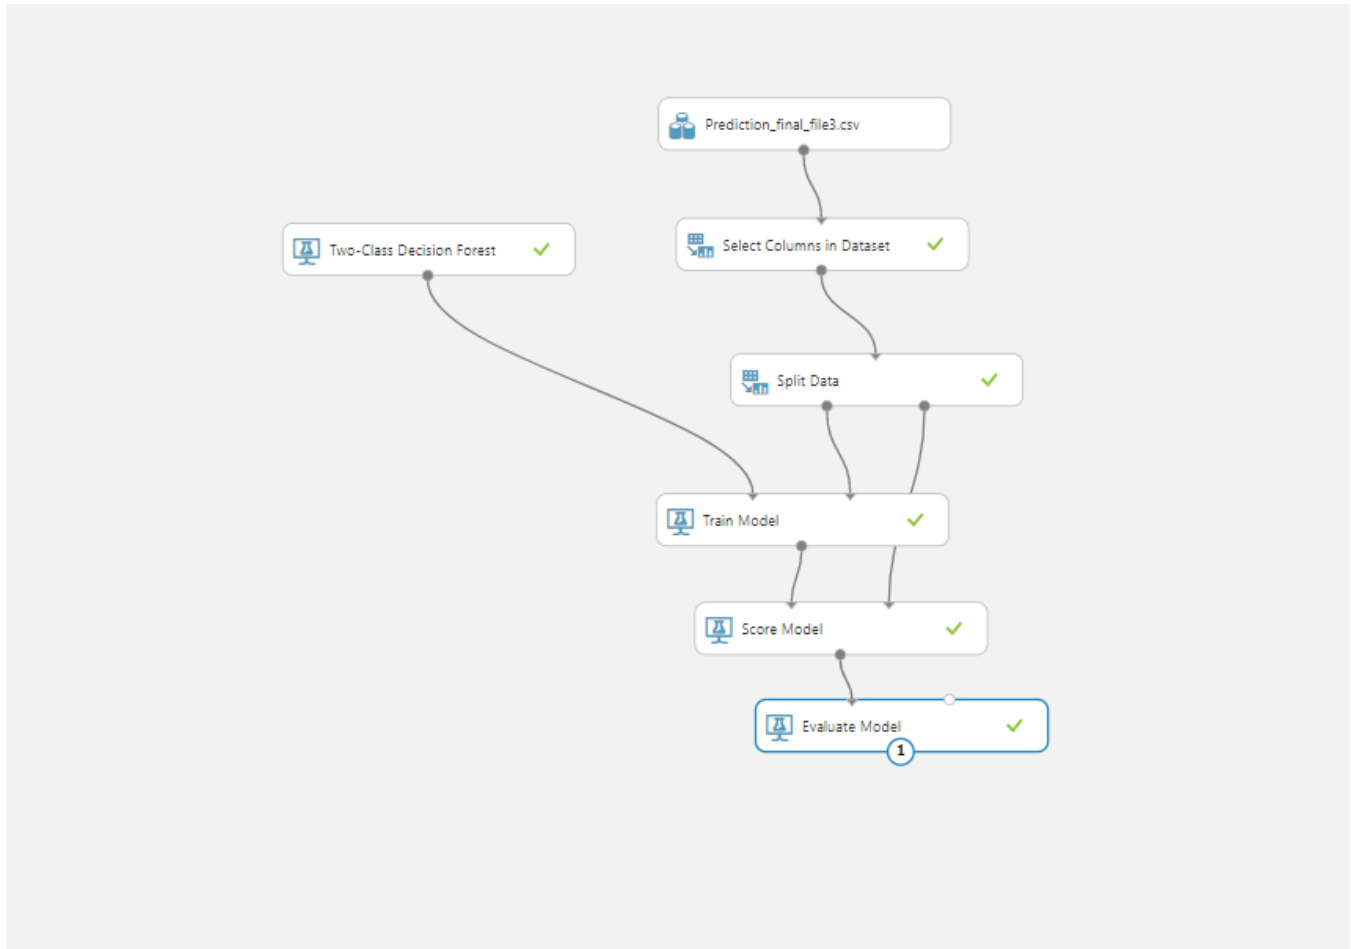 Prediction_final_file3.csv
Two-Class Decision Forest
Select Columns in Dataset
Split Data
Train Model
Score Model
Evaluate Model
1